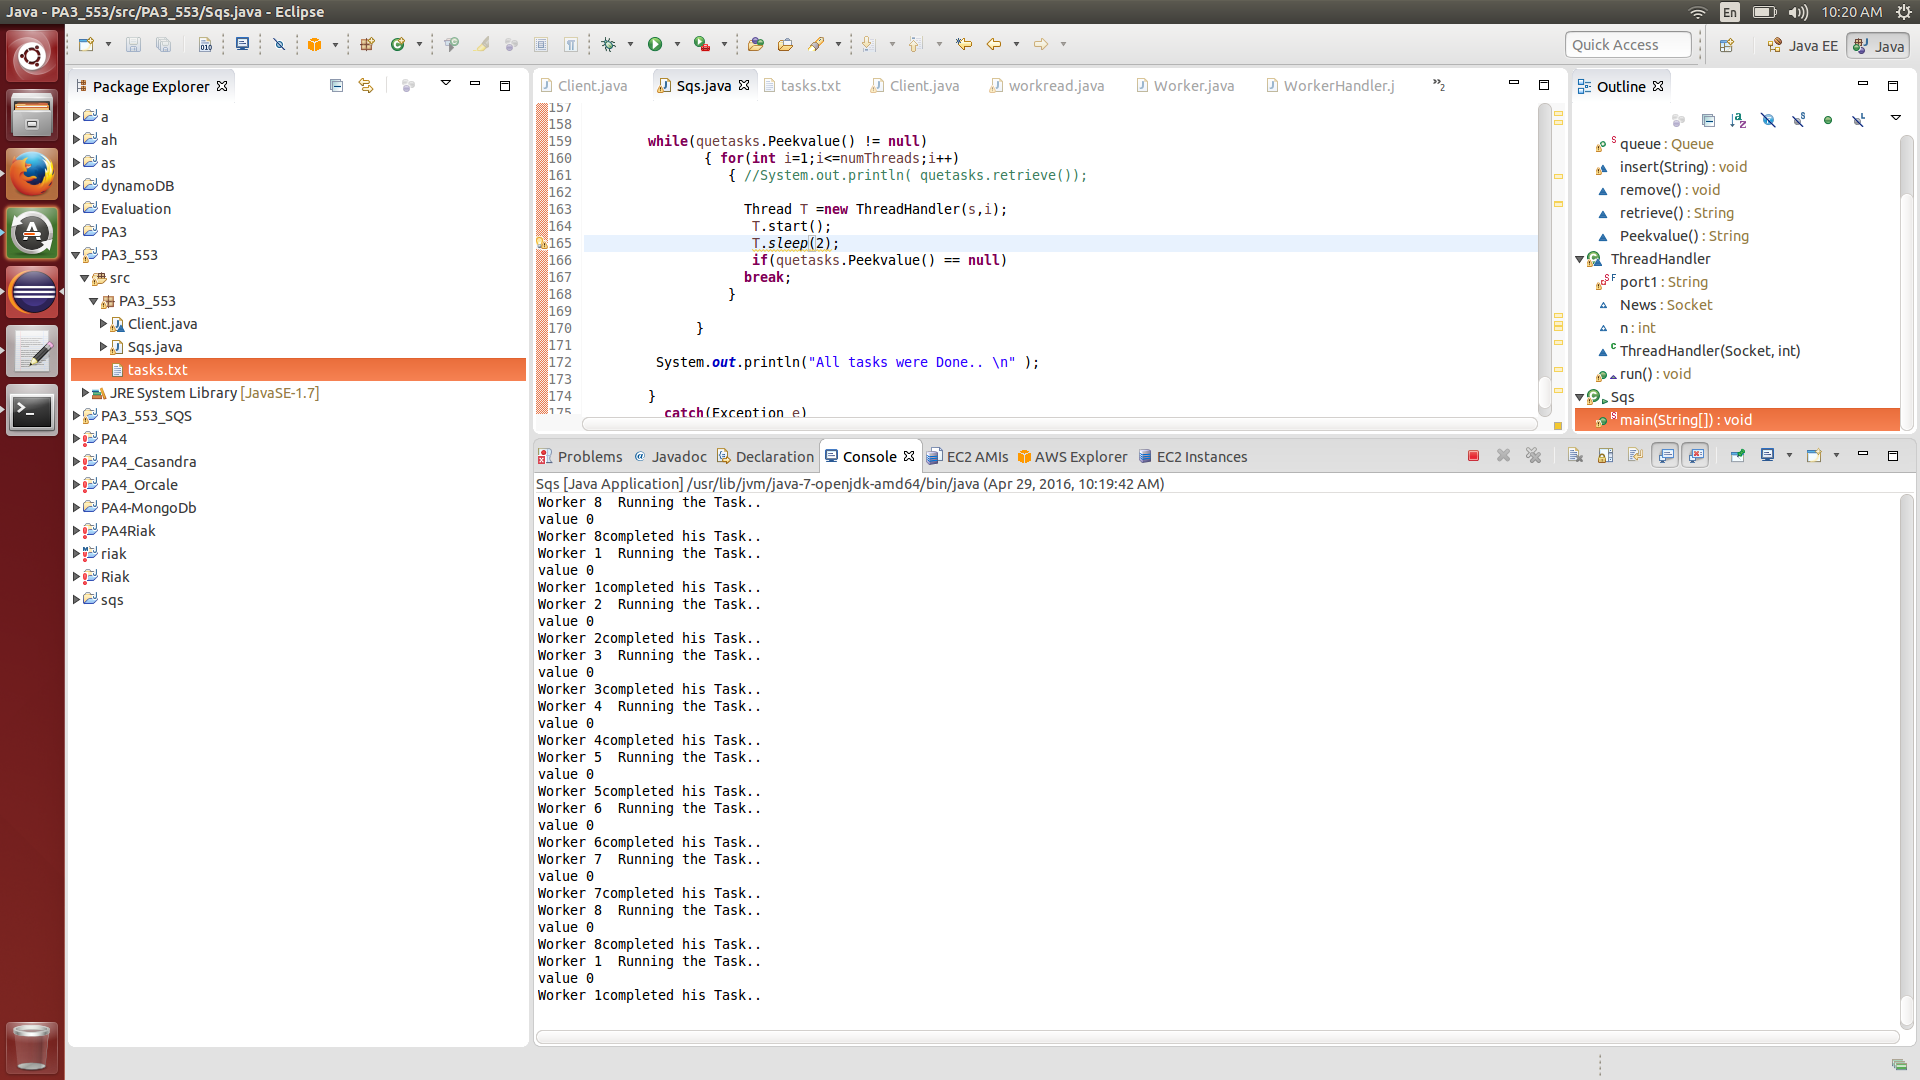 Java - PA3_553/src/PA3_553/Sqs.java - Eclipse
En
10:20 AM
Quick Access
Java EE
Java
Package Explorer
a
ah
as
dynamoDB
Evaluation
PA3
PA3_553
src
PA3_553
Client.java
Sqs.java
tasks.txt
JRE System Library [JavaSE-1.7]
PA3_553_SQS
PA4
PA4_Casandra
PA4_Orcale
PA4-MongoDb
PA4Riak
riak
Riak
sqs
Client.java
Sqs.java
tasks.txt
Client.java
workread.java
Worker.java
WorkerHandler.j
»2
157
158
159 while(quetasks.Peekvalue() != null)
160 { for(int i=1;i<=numThreads;i++)
161 { //System.out.println( quetasks.retrieve());
162
163 Thread T =new ThreadHandler(s,i);
164 T.start();
165 T.sleep(2);
166 if(quetasks.Peekvalue() == null)
167 break;
168 }
169
170 }
171
172 System.out.println("All tasks were Done.. \n" );
173
174 }
175 catch(Exception e)
Outline
queue : Queue
insert(String) : void
remove() : void
retrieve() : String
Peekvalue() : String
ThreadHandler
port1 : String
News : Socket
n : int
ThreadHandler(Socket, int)
run() : void
Sqs
main(String[]) : void
Problems
Javadoc
Declaration
Console
EC2 AMIs
AWS Explorer
EC2 Instances
Sqs [Java Application] /usr/lib/jvm/java-7-openjdk-amd64/bin/java (Apr 29, 2016, 10:19:42 AM)
Worker 8  Running the Task..
value 0
Worker 8completed his Task..
Worker 1  Running the Task..
value 0
Worker 1completed his Task..
Worker 2  Running the Task..
value 0
Worker 2completed his Task..
Worker 3  Running the Task..
value 0
Worker 3completed his Task..
Worker 4  Running the Task..
value 0
Worker 4completed his Task..
Worker 5  Running the Task..
value 0
Worker 5completed his Task..
Worker 6  Running the Task..
value 0
Worker 6completed his Task..
Worker 7  Running the Task..
value 0
Worker 7completed his Task..
Worker 8  Running the Task..
value 0
Worker 8completed his Task..
Worker 1  Running the Task..
value 0
Worker 1completed his Task..